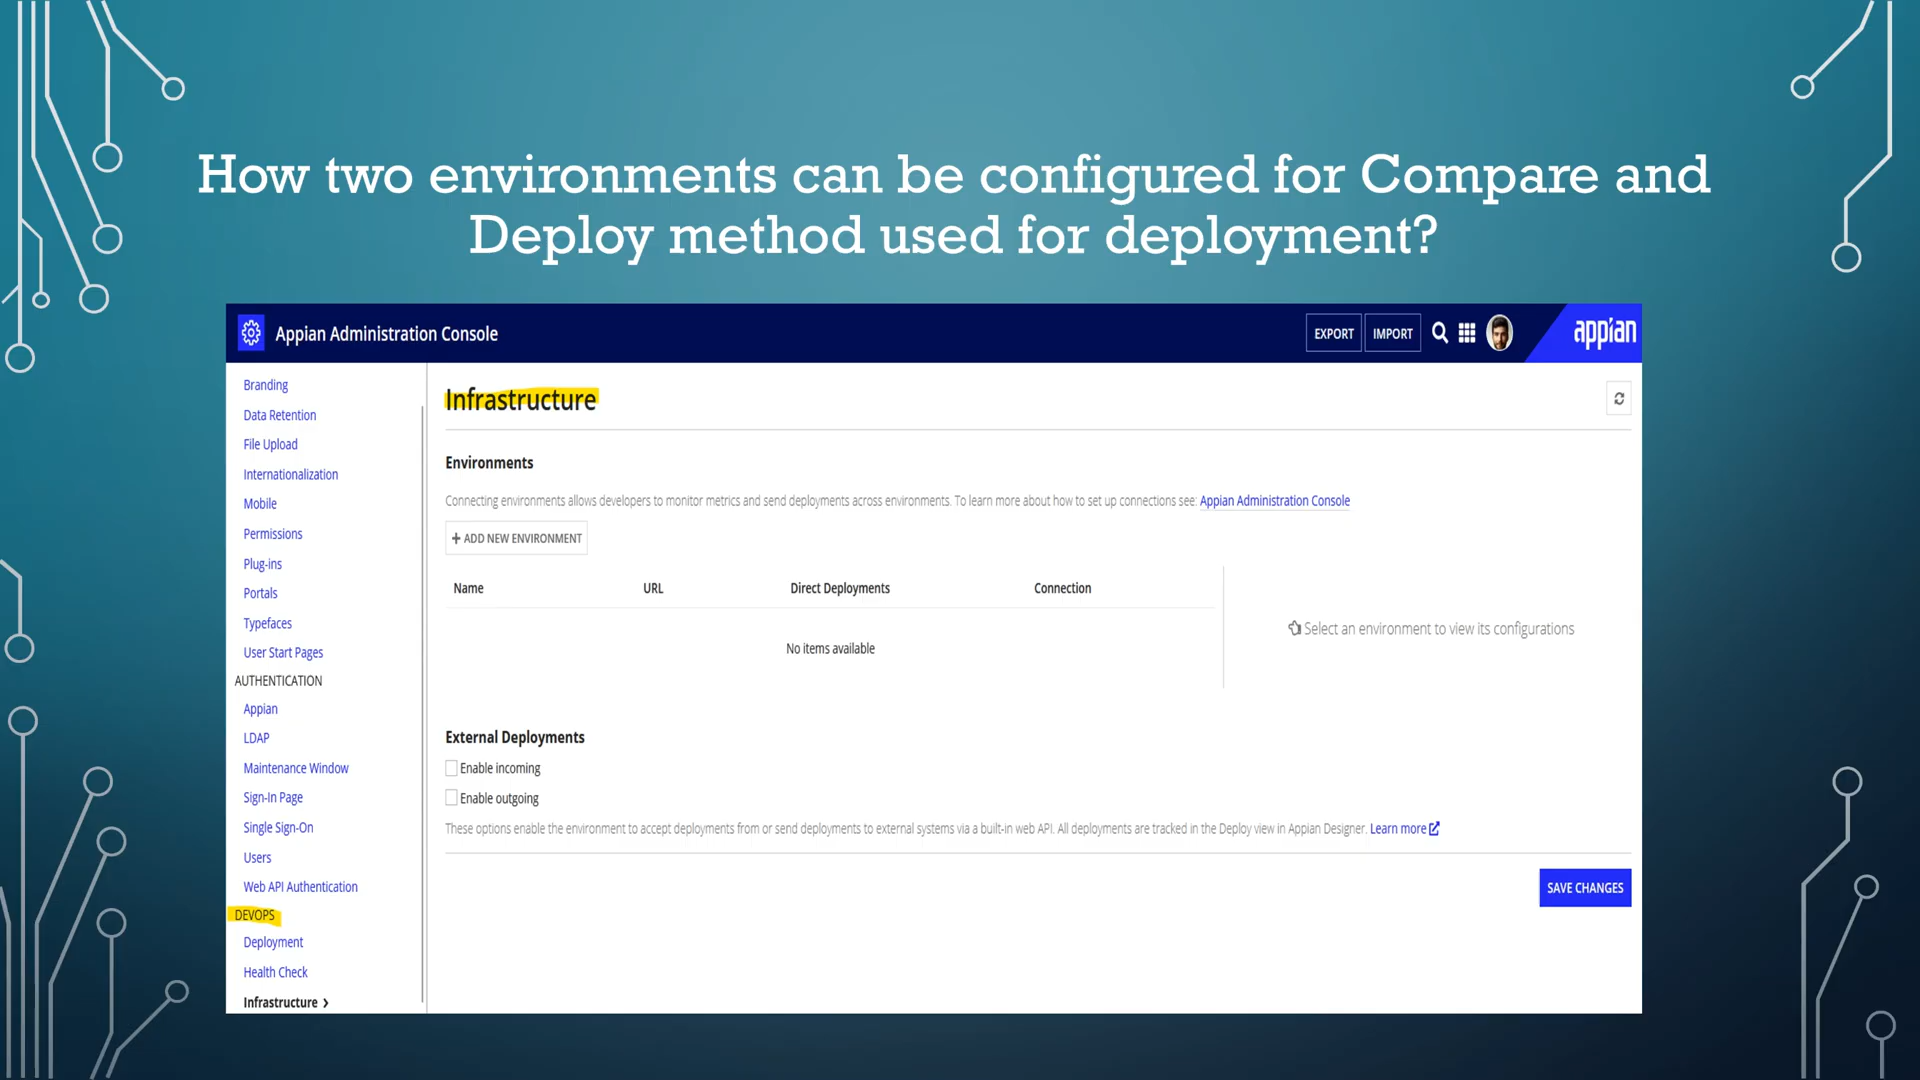 How two environments can be configured for Compare and
Deploy method used for deployment?
Appian Administration Console
EXPORT
IMPORT
appian
Branding
Data Retention
File Upload
Internationalization
Mobile
Permissions
Plug-ins
Portals
Typefaces
User Start Pages
AUTHENTICATION
Appian
LDAP
Maintenance Window
Sign-In Page
Single Sign-On
Users
Web API Authentication
DEVOPS
Deployment
Health Check
Infrastructure
Infrastructure
Environments
Connecting environments allows developers to monitor metrics and send deployments across environments. To learn more about how to set up connections see: Appian Administration Console
+ ADD NEW ENVIRONMENT
Name URL Direct Deployments Connection
No items available
Select an environment to view its configurations
External Deployments
Enable incoming
Enable outgoing
These options enable the environment to accept deployments from or send deployments to external systems via a built-in web API. All deployments are tracked in the Deploy view in Appian Designer. Learn more
SAVE CHANGES